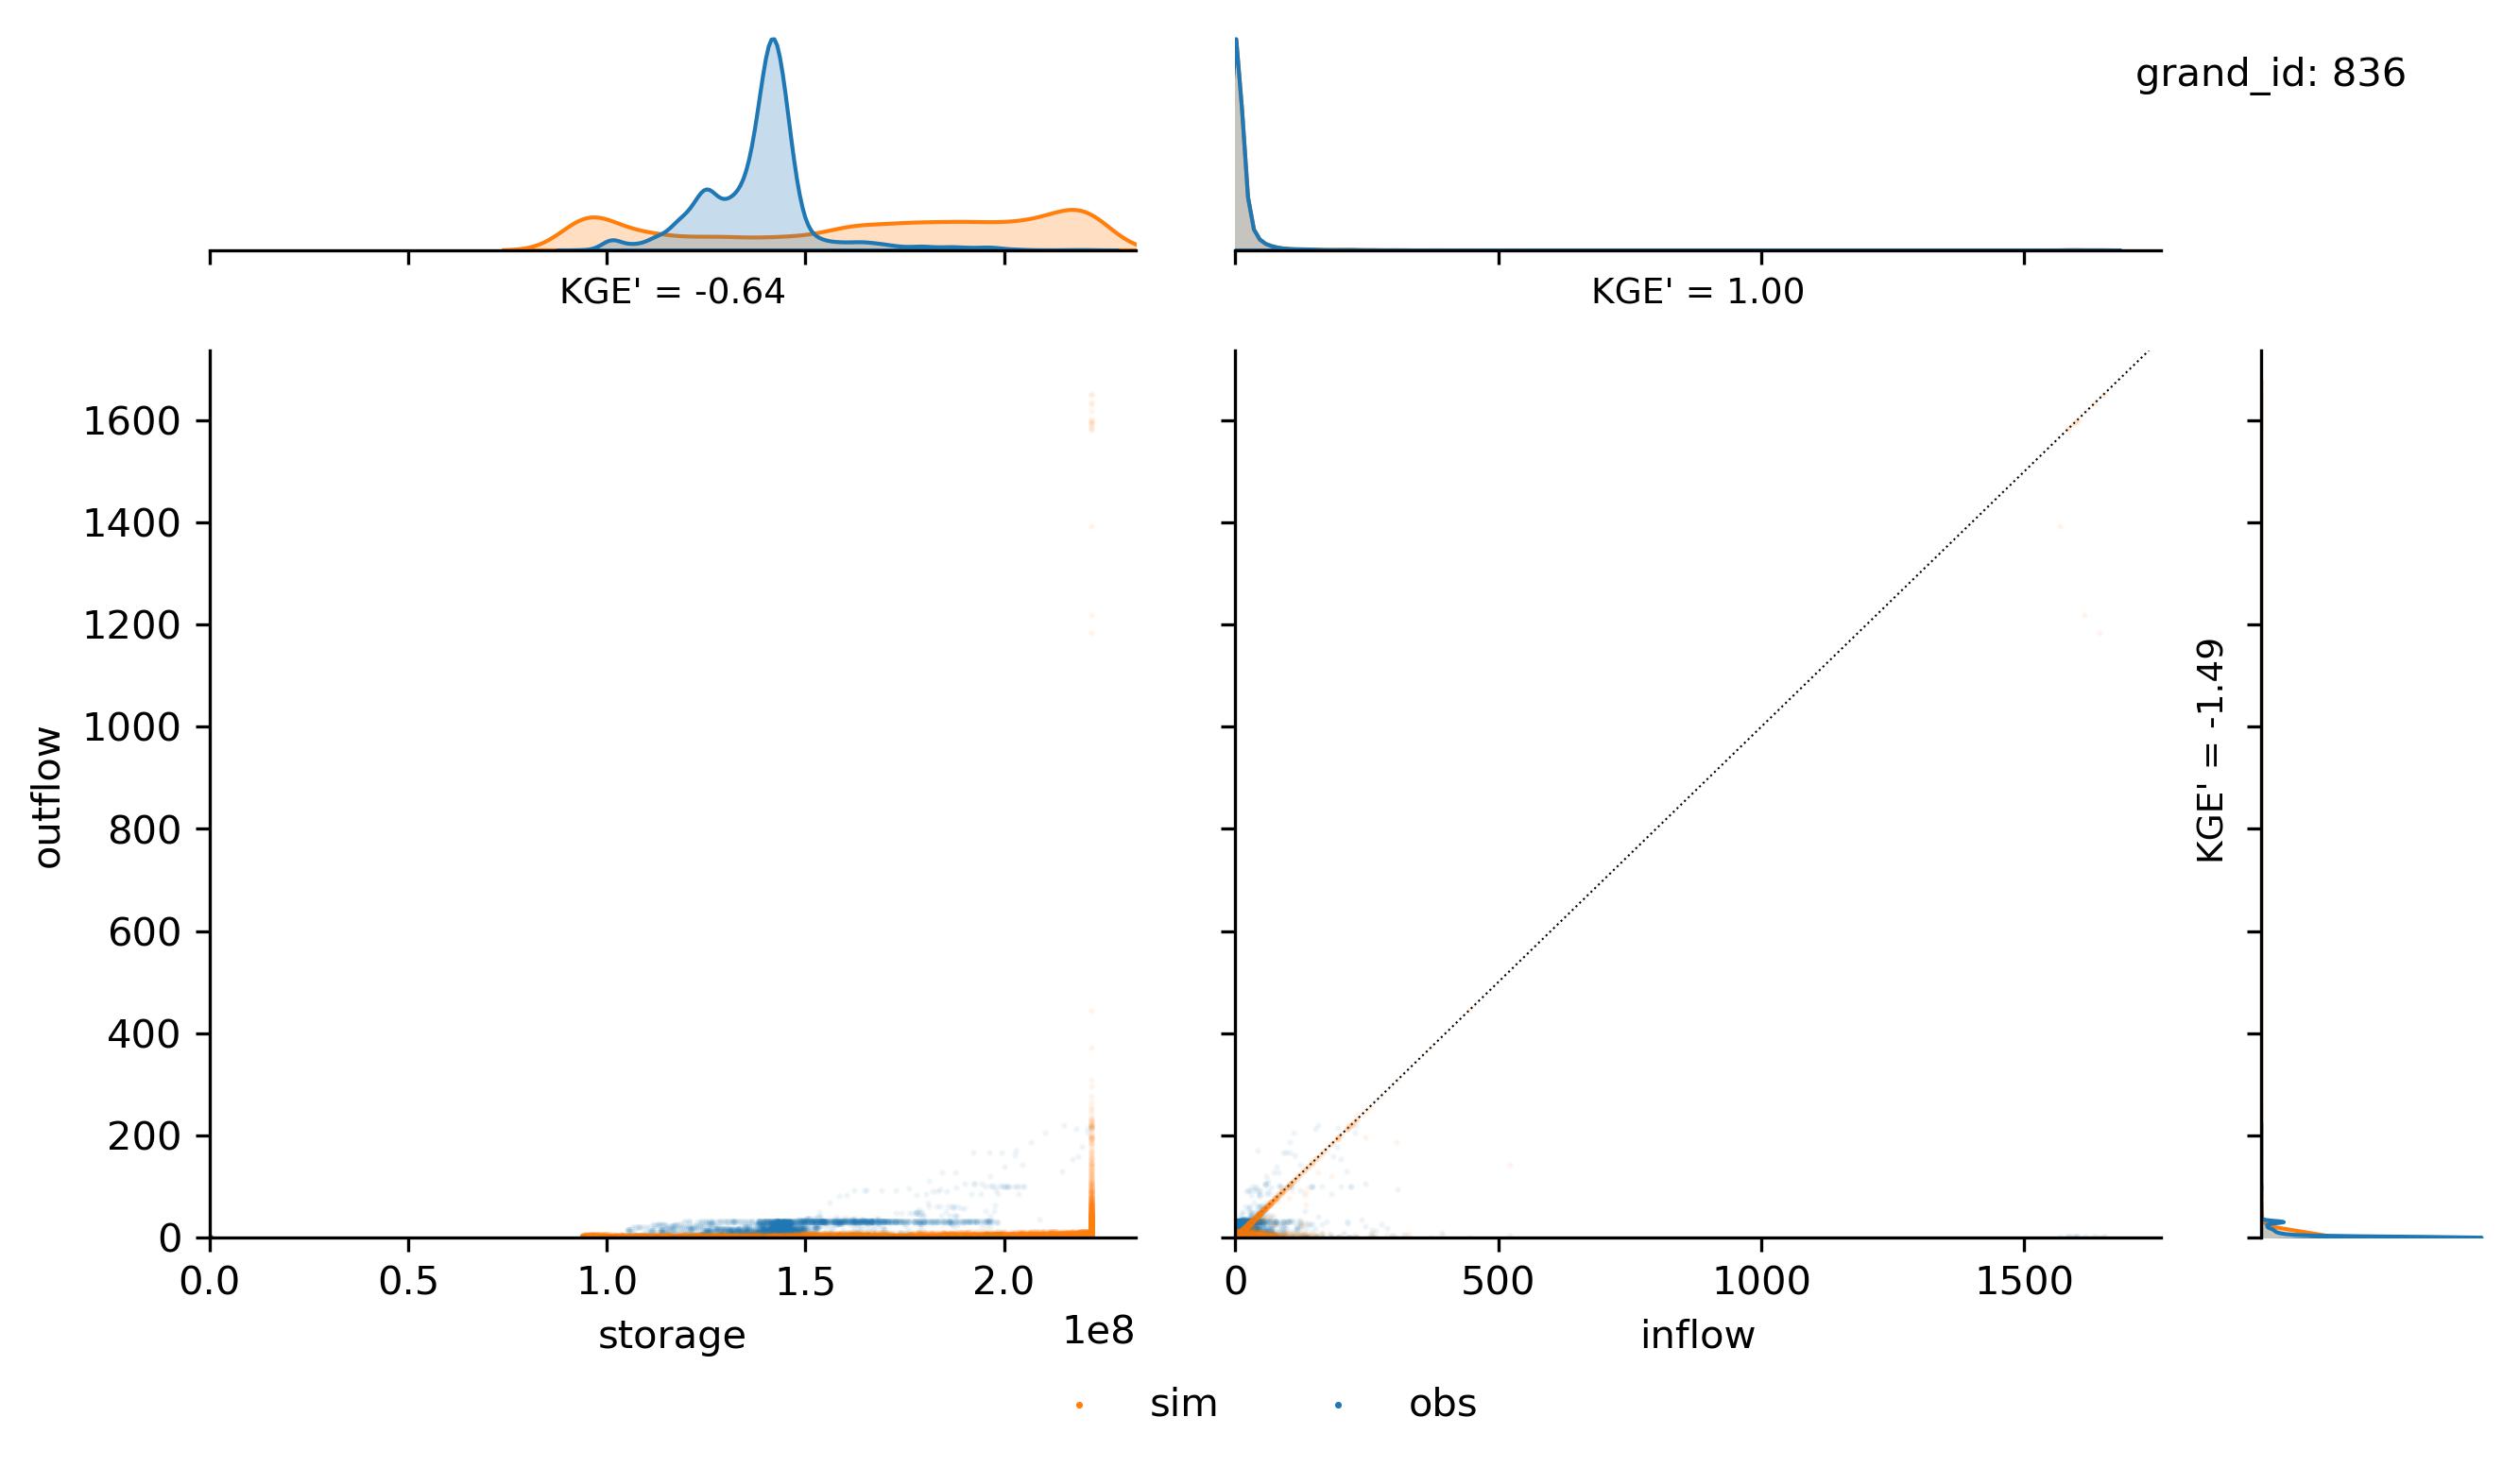 grand_id: 836
KGE' = -0.64
KGE' = 1.00
1600
1400
1200
1000
800
600
400
200
0
outflow
KGE' = -1.49
0.0 0.5 1.0 1.5 2.0
1e8
storage
0 500 1000 1500
inflow
sim obs